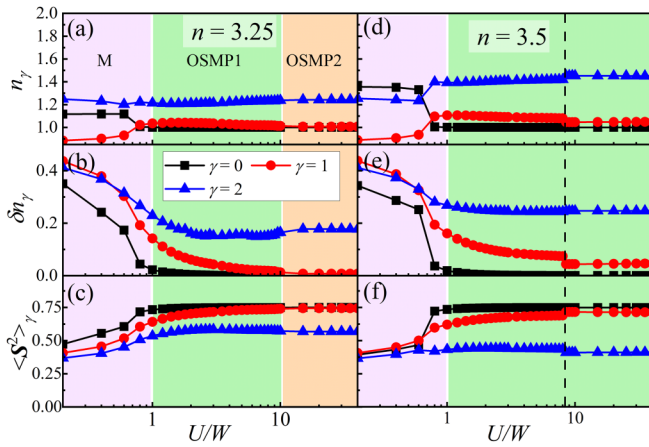 (a) n = 3.25 (d) n = 3.5
M OSMP1 OSMP2
n_γ
1.8
1.6
1.4
1.2
1.0
(b) (e)
γ = 0 γ = 1
γ = 2
δn_γ
0.4
0.2
0.0
(c) (f)
<S²>_γ
0.75
0.50
0.25
0.00
1 10 1 10
U/W U/W